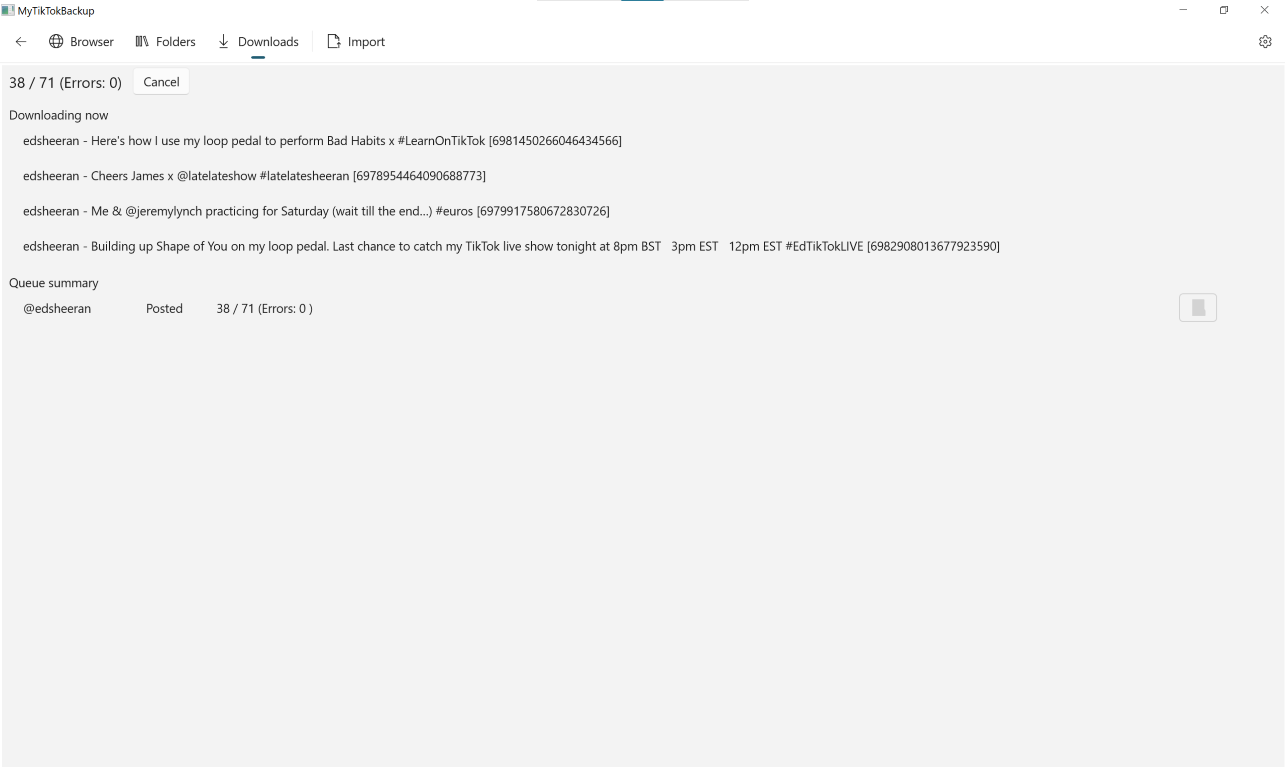 MyTikTokBackup
Browser Folders Downloads Import
38 / 71 (Errors: 0) Cancel
Downloading now
edsheeran - Here's how I use my loop pedal to perform Bad Habits x #LearnOnTikTok [6981450266046434566]
edsheeran - Cheers James x @latelateshow #latelatesheeran [6978954464090688773]
edsheeran - Me & @jeremylynch practicing for Saturday (wait till the end...) #euros [6979917580672830726]
edsheeran - Building up Shape of You on my loop pedal. Last chance to catch my TikTok live show tonight at 8pm BST 3pm EST 12pm EST #EdTikTokLIVE [6982908013677923590]
Queue summary
@edsheeran Posted 38 / 71 (Errors: 0 )